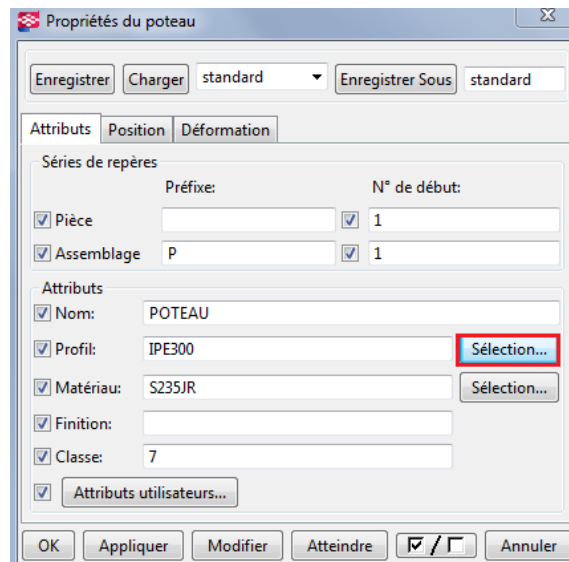 Propriétés du poteau
Enregistrer Charger standard Enregistrer Sous standard
Attributs Position Déformation
Séries de repères
Préfixe: N° de début:
Pièce 1
Assemblage P 1
Attributs
Nom: POTEAU
Profil: IPE300 Sélection...
Matériau: S235JR Sélection...
Finition:
Classe: 7
Attributs utilisateurs...
OK Appliquer Modifier Atteindre / Annuler